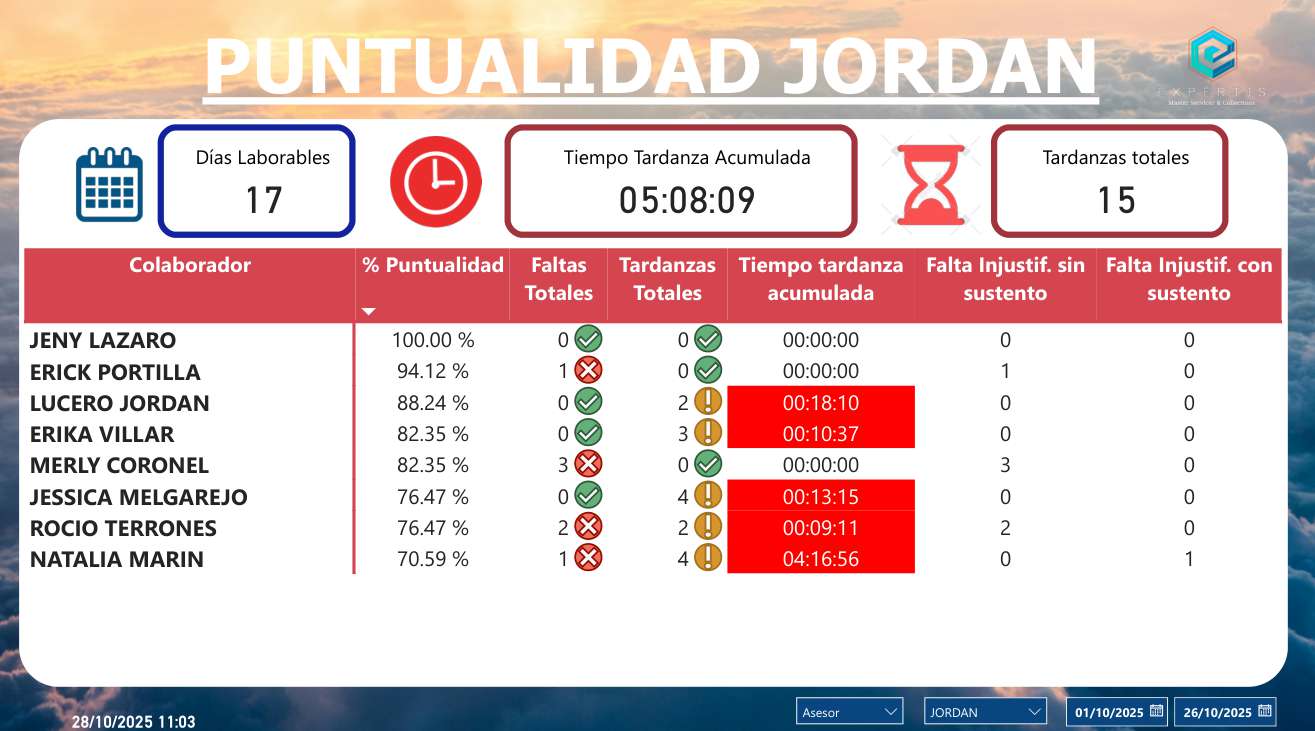 PUNTUALIDAD JORDAN
EXPERTIS
Master Servicer & Collections
Días Laborables
17
Tiempo Tardanza Acumulada
05:08:09
Tardanzas totales
15
Colaborador % Puntualidad Faltas Totales Tardanzas Totales Tiempo tardanza acumulada Falta Injustif. sin sustento Falta Injustif. con sustento
JENY LAZARO 100.00 % 0 0 00:00:00 0 0
ERICK PORTILLA 94.12 % 1 0 00:00:00 1 0
LUCERO JORDAN 88.24 % 0 2 00:18:10 0 0
ERIKA VILLAR 82.35 % 0 3 00:10:37 0 0
MERLY CORONEL 82.35 % 3 0 00:00:00 3 0
JESSICA MELGAREJO 76.47 % 0 4 00:13:15 0 0
ROCIO TERRONES 76.47 % 2 2 00:09:11 2 0
NATALIA MARIN 70.59 % 1 4 04:16:56 0 1
28/10/2025 11:03
Asesor
JORDAN
01/10/2025
26/10/2025